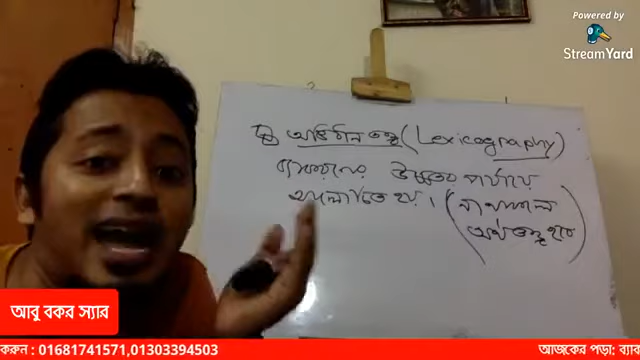 Powered by
StreamYard
অভিধান তত্ত্ব (Lexicography)
ব্যাকরণের উচ্চতর পর্যায়ে
আলোচিত হয়।
অর্থতত্ত্ব হবে
আবু বকর স্যার
করুন : 01681741571,01303394503
আজকের পড়া: ব্যাক